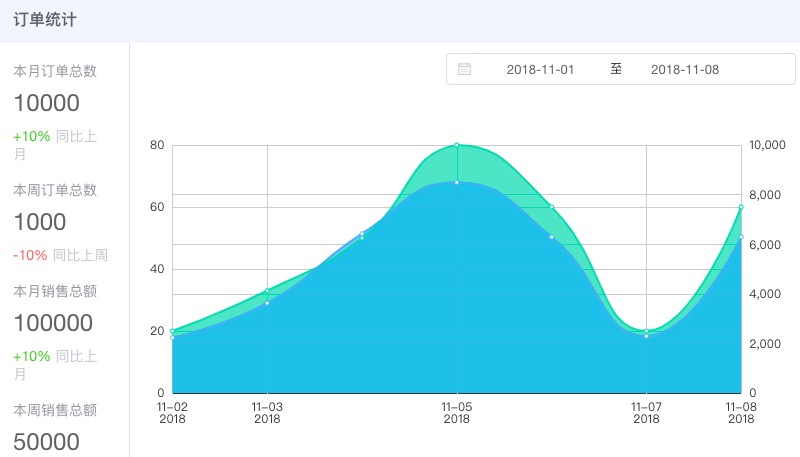 订单统计
本月订单总数
10000
+10% 同比上
月
本周订单总数
1000
-10% 同比上周
本月销售总额
100000
+10% 同比上
月
本周销售总额
50000
2018-11-01 至 2018-11-08
80
60
40
20
0
10,000
8,000
6,000
4,000
2,000
0
11–02
2018
11–03
2018
11–05
2018
11–07
2018
11–08
2018